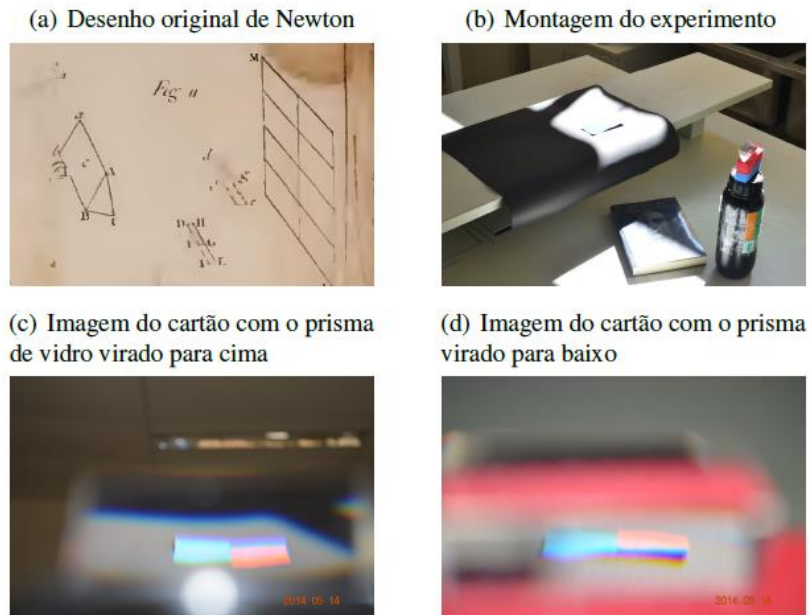 (a) Desenho original de Newton
(b) Montagem do experimento
Fig. 11
M
A
c
d
B
t
D H
G
(c) Imagem do cartão com o prisma
de vidro virado para cima
(d) Imagem do cartão com o prisma
virado para baixo
2014.05.14
2014.05.14